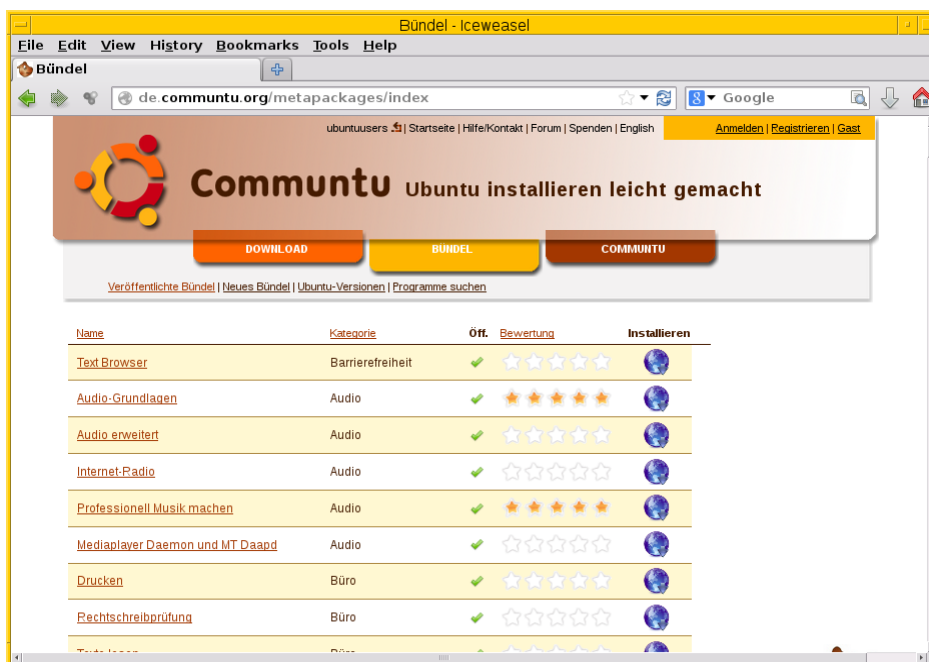 Bündel - Iceweasel
File Edit View History Bookmarks Tools Help
Bündel
de.communtu.org/metapackages/index
Google
ubuntuusers | Startseite | Hilfe/Kontakt | Forum | Spenden | English
Anmelden | Registrieren | Gast
Communtu Ubuntu installieren leicht gemacht
DOWNLOAD BÜNDEL COMMUNTU
Veröffentlichte Bündel | Neues Bündel | Ubuntu-Versionen | Programme suchen
Name Kategorie Öff. Bewertung Installieren
Text Browser Barrierefreiheit
Audio-Grundlagen Audio
Audio erweitert Audio
Internet-Radio Audio
Professionell Musik machen Audio
Mediaplayer Daemon und MT Daapd Audio
Drucken Büro
Rechtschreibprüfung Büro